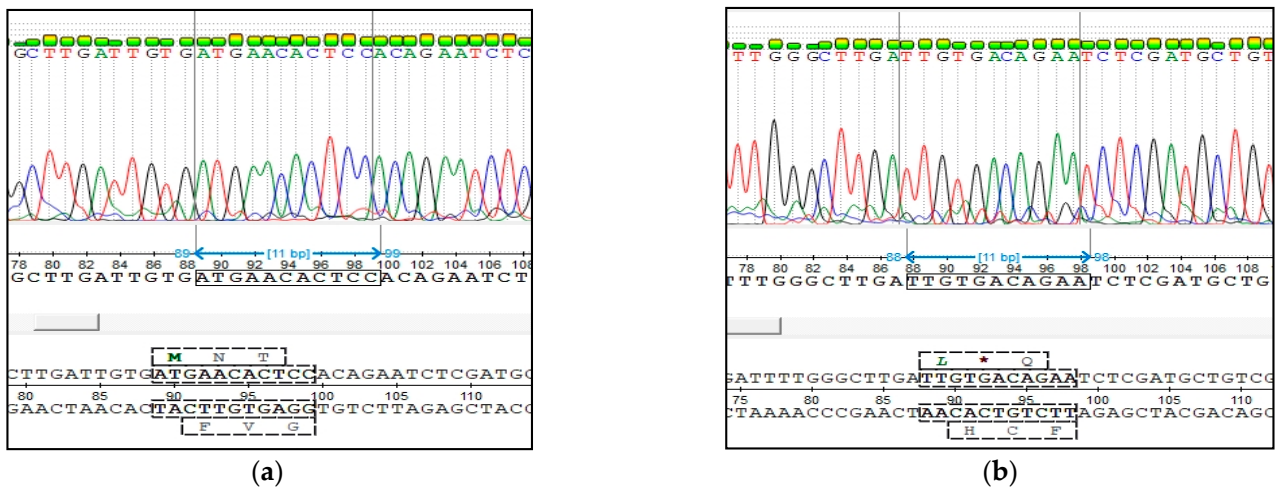 GCTTGATTGTGATGAACACTCCACAGAATCTC
89 [11 bp] 99
78 80 82 84 86 88 90 92 94 96 98 100 102 104 106 108
GCTTGATTGTGATGAACACTCCACAGAATCT
M N T
CTTGATTGTGATGAACACTCCACAGAATCTCGATGC
80 85 90 95 100 105 110
GAACTAACACTACTTGTGAGGTGTCTTAGAGCTACG
F V G
(a)
TTGGGCTTGATTGTGACAGAATCTCGATGCTGT
88 [11 bp] 98
78 80 82 84 86 88 90 92 94 96 98 100 102 104 106 108
TTTGGGCTTGATTGTGACAGAATCTCGATGCTG
L * Q
GATTTTGGGCTTGATTGTGACAGAATCTCGATGCTGTCG
75 80 85 90 95 100 105 110
CTAAAACCCGAACTAACACTGTCTTAGAGCTACGACAGC
H C F
(b)